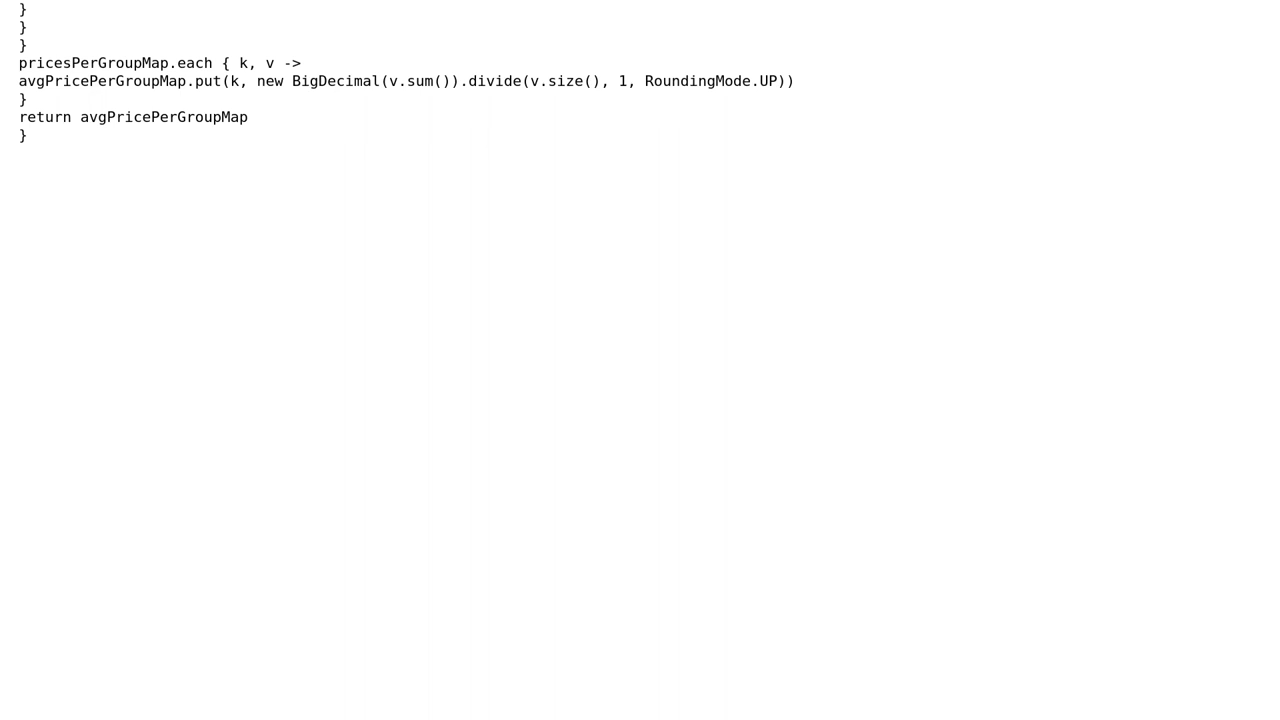 }
}
}
pricesPerGroupMap.each { k, v ->
avgPricePerGroupMap.put(k, new BigDecimal(v.sum()).divide(v.size(), 1, RoundingMode.UP))
}
return avgPricePerGroupMap
}